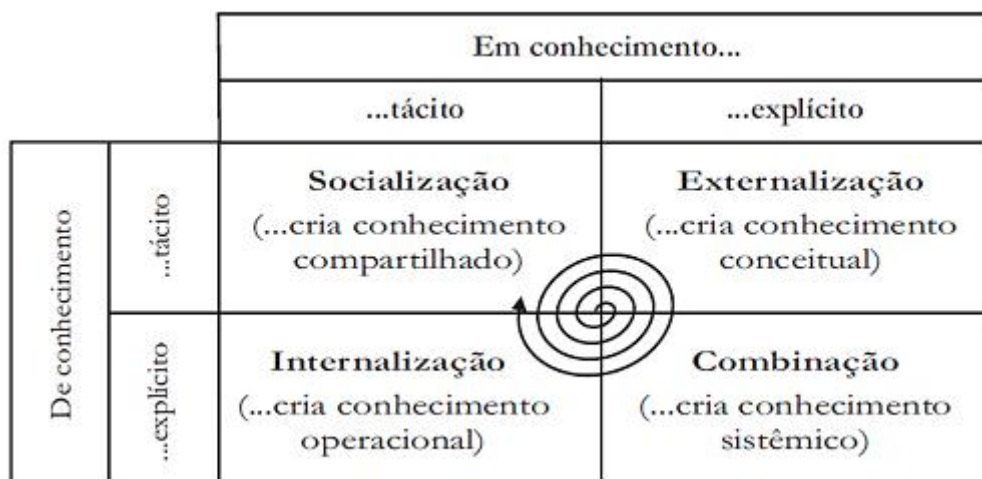 Em conhecimento...
...tácito
...explícito
De conhecimento
...tácito
Socialização
(...cria conhecimento
compartilhado)
Externalização
(...cria conhecimento
conceitual)
...explícito
Internalização
(...cria conhecimento
operacional)
Combinação
(...cria conhecimento
sistêmico)